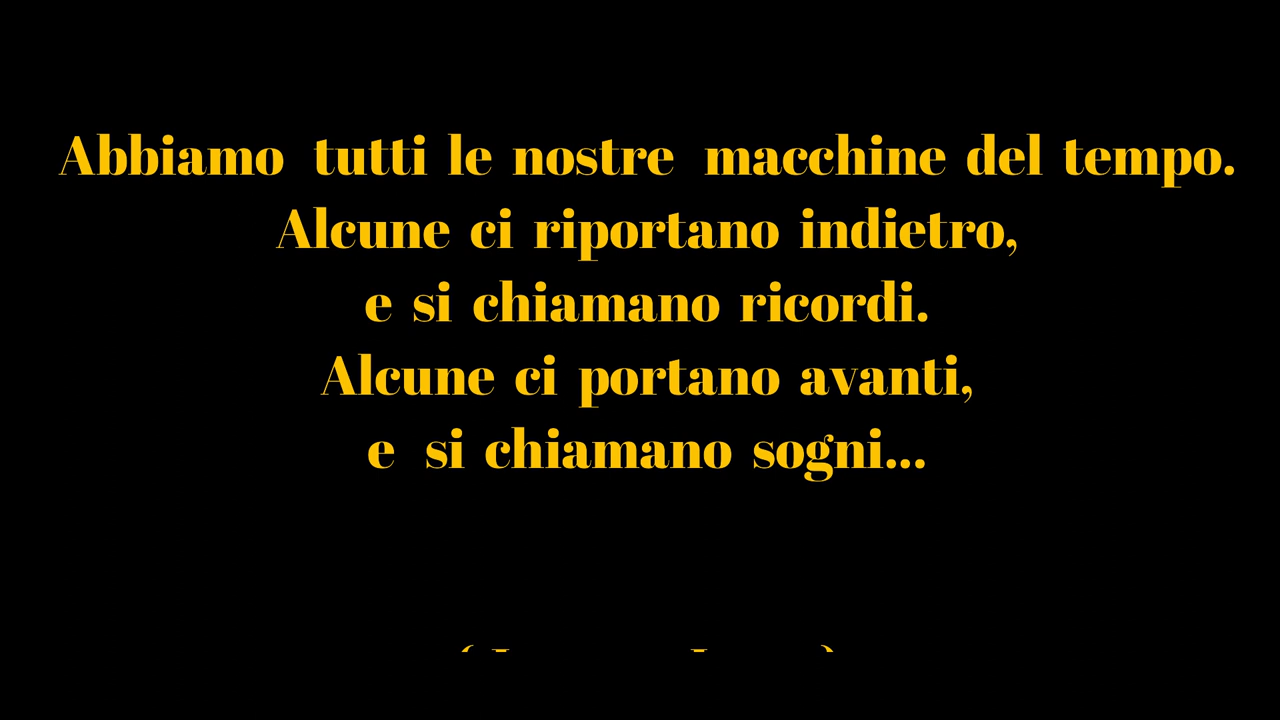 Abbiamo tutti le nostre macchine del tempo.
Alcune ci riportano indietro,
e si chiamano ricordi.
Alcune ci portano avanti,
e si chiamano sogni...